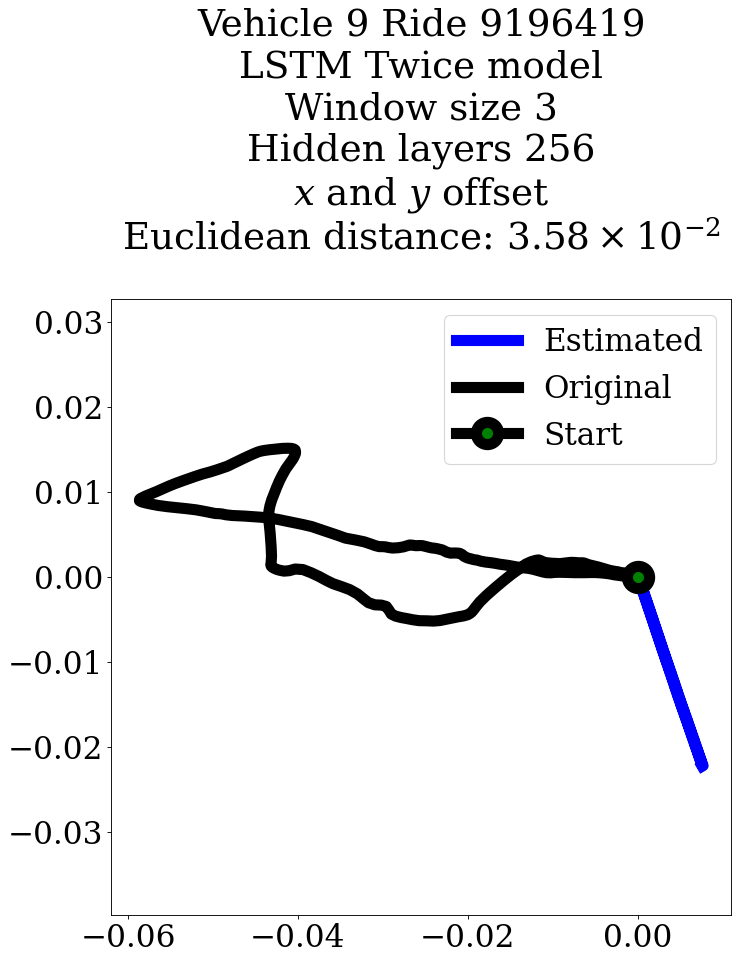 Vehicle 9 Ride 9196419
LSTM Twice model
Window size 3
Hidden layers 256
x and y offset
Euclidean distance: 3.58 × 10⁻²
Estimated
Original
Start
0.03
0.02
0.01
0.00
−0.01
−0.02
−0.03
−0.06 −0.04 −0.02 0.00